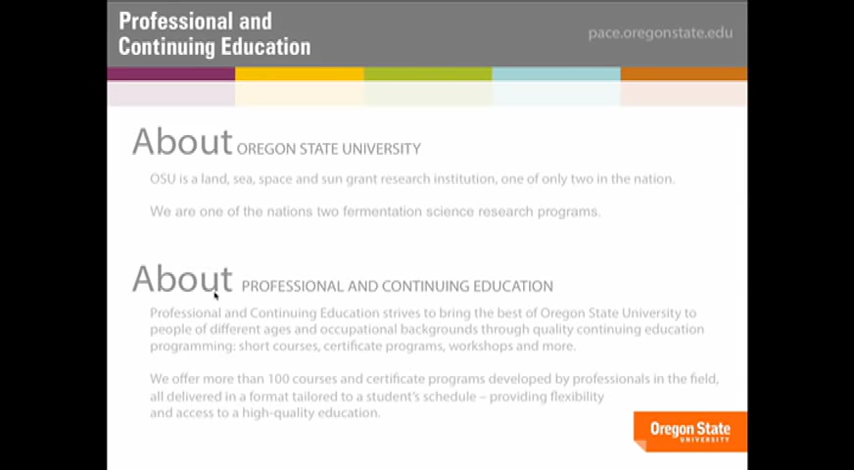 Professional and
Continuing Education
pace.oregonstate.edu
About OREGON STATE UNIVERSITY
OSU is a land, sea, space and sun grant research institution, one of only two in the nation.
We are one of the nations two fermentation science research programs.
About PROFESSIONAL AND CONTINUING EDUCATION
Professional and Continuing Education strives to bring the best of Oregon State University to
people of different ages and occupational backgrounds through quality continuing education
programming: short courses, certificate programs, workshops and more.
We offer more than 100 courses and certificate programs developed by professionals in the field,
all delivered in a format tailored to a student's schedule – providing flexibility
and access to a high-quality education.
Oregon State
UNIVERSITY